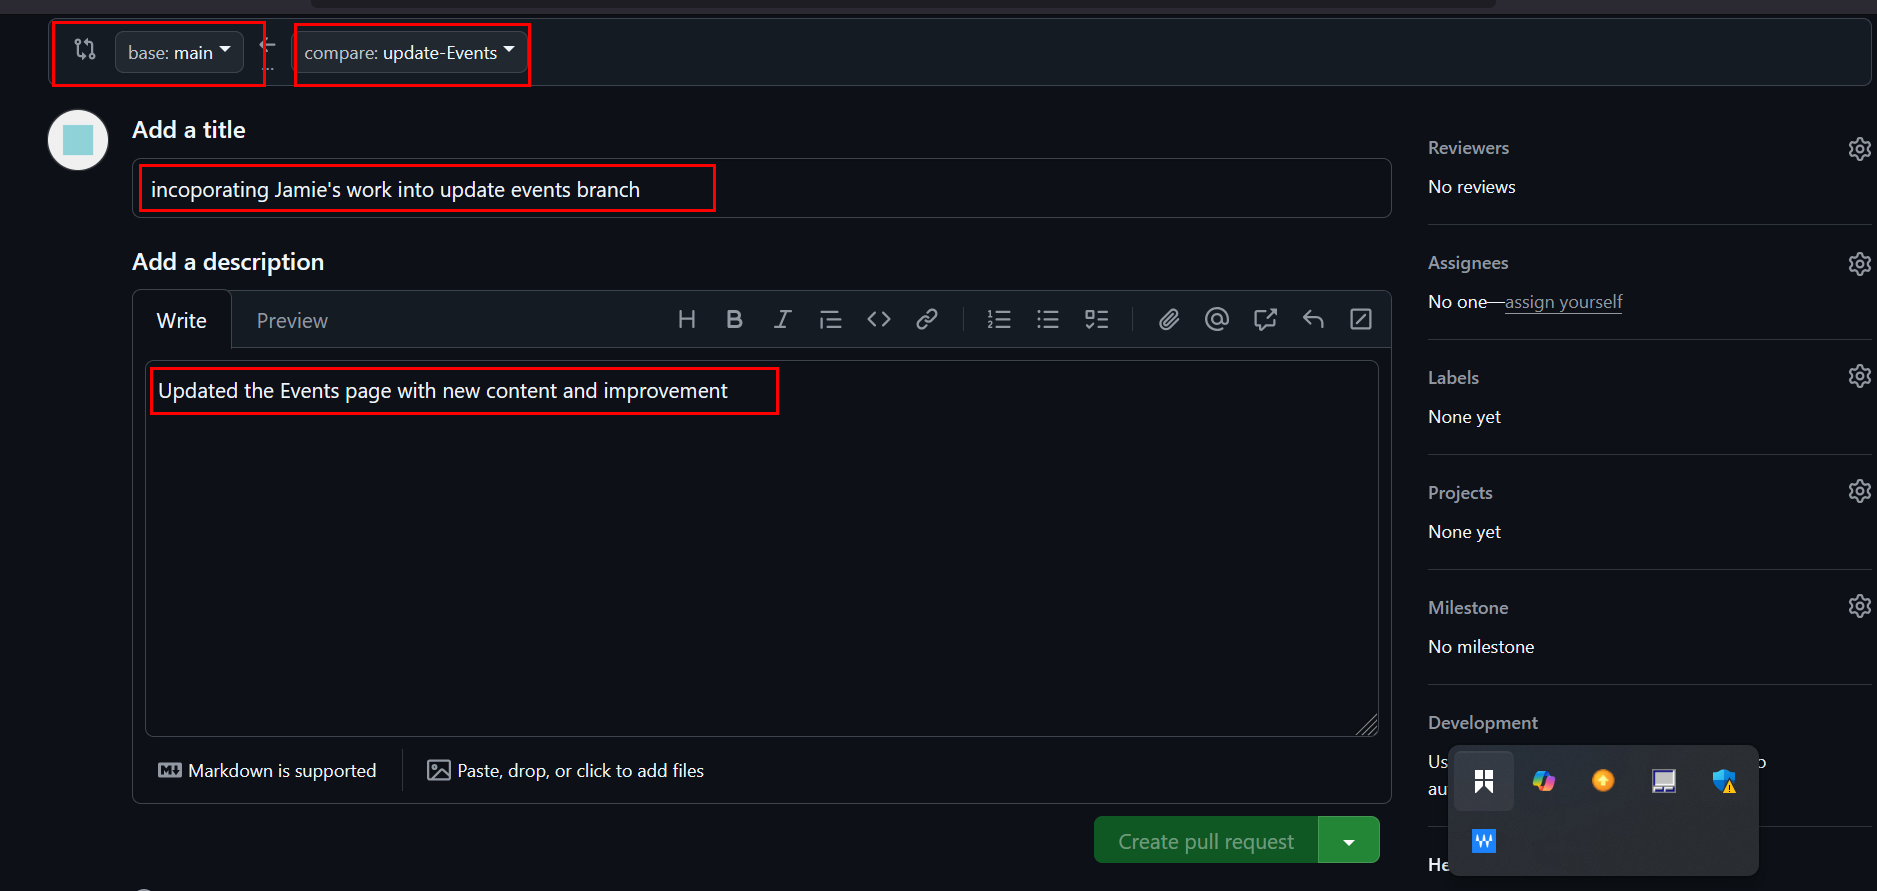 base: main
...
compare: update-Events
Add a title
incoporating Jamie's work into update events branch
Add a description
Write
Preview
Updated the Events page with new content and improvement
Markdown is supported
Paste, drop, or click to add files
Create pull request
Reviewers
No reviews
Assignees
No one—assign yourself
Labels
None yet
Projects
None yet
Milestone
No milestone
Development